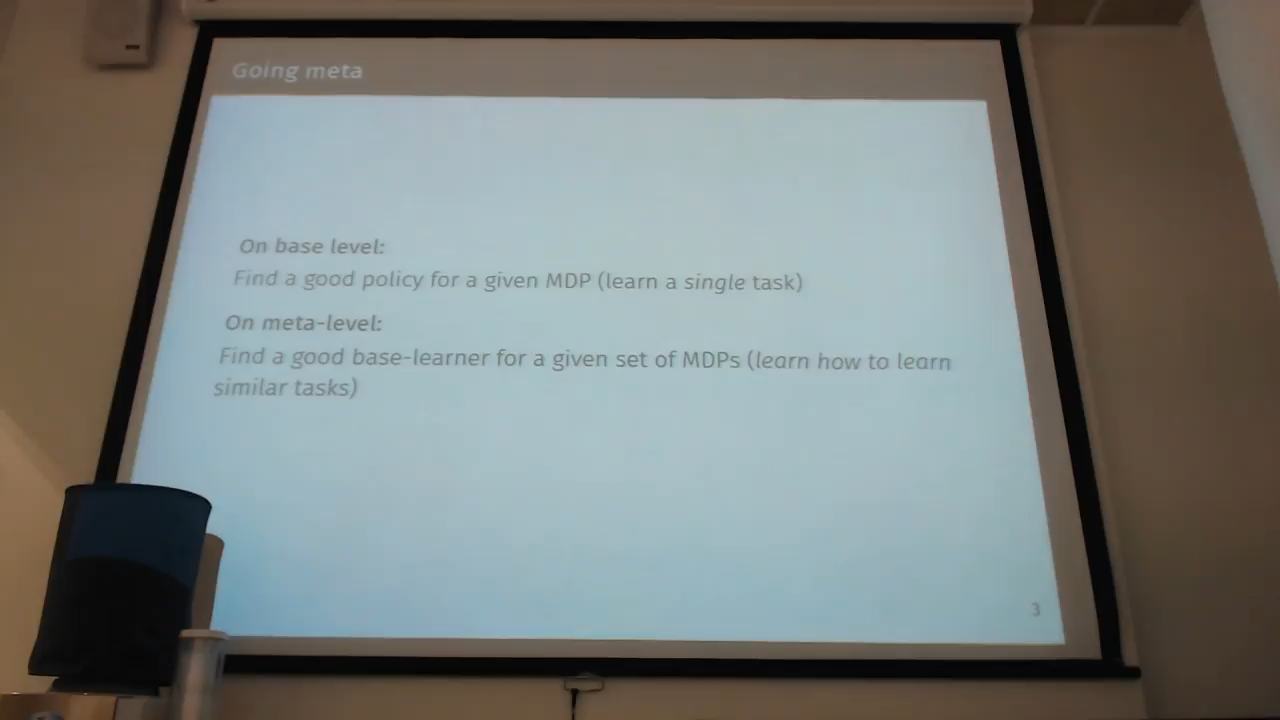 Going meta
On base level:
Find a good policy for a given MDP (learn a single task)
On meta-level:
Find a good base-learner for a given set of MDPs (learn how to learn
similar tasks)
3